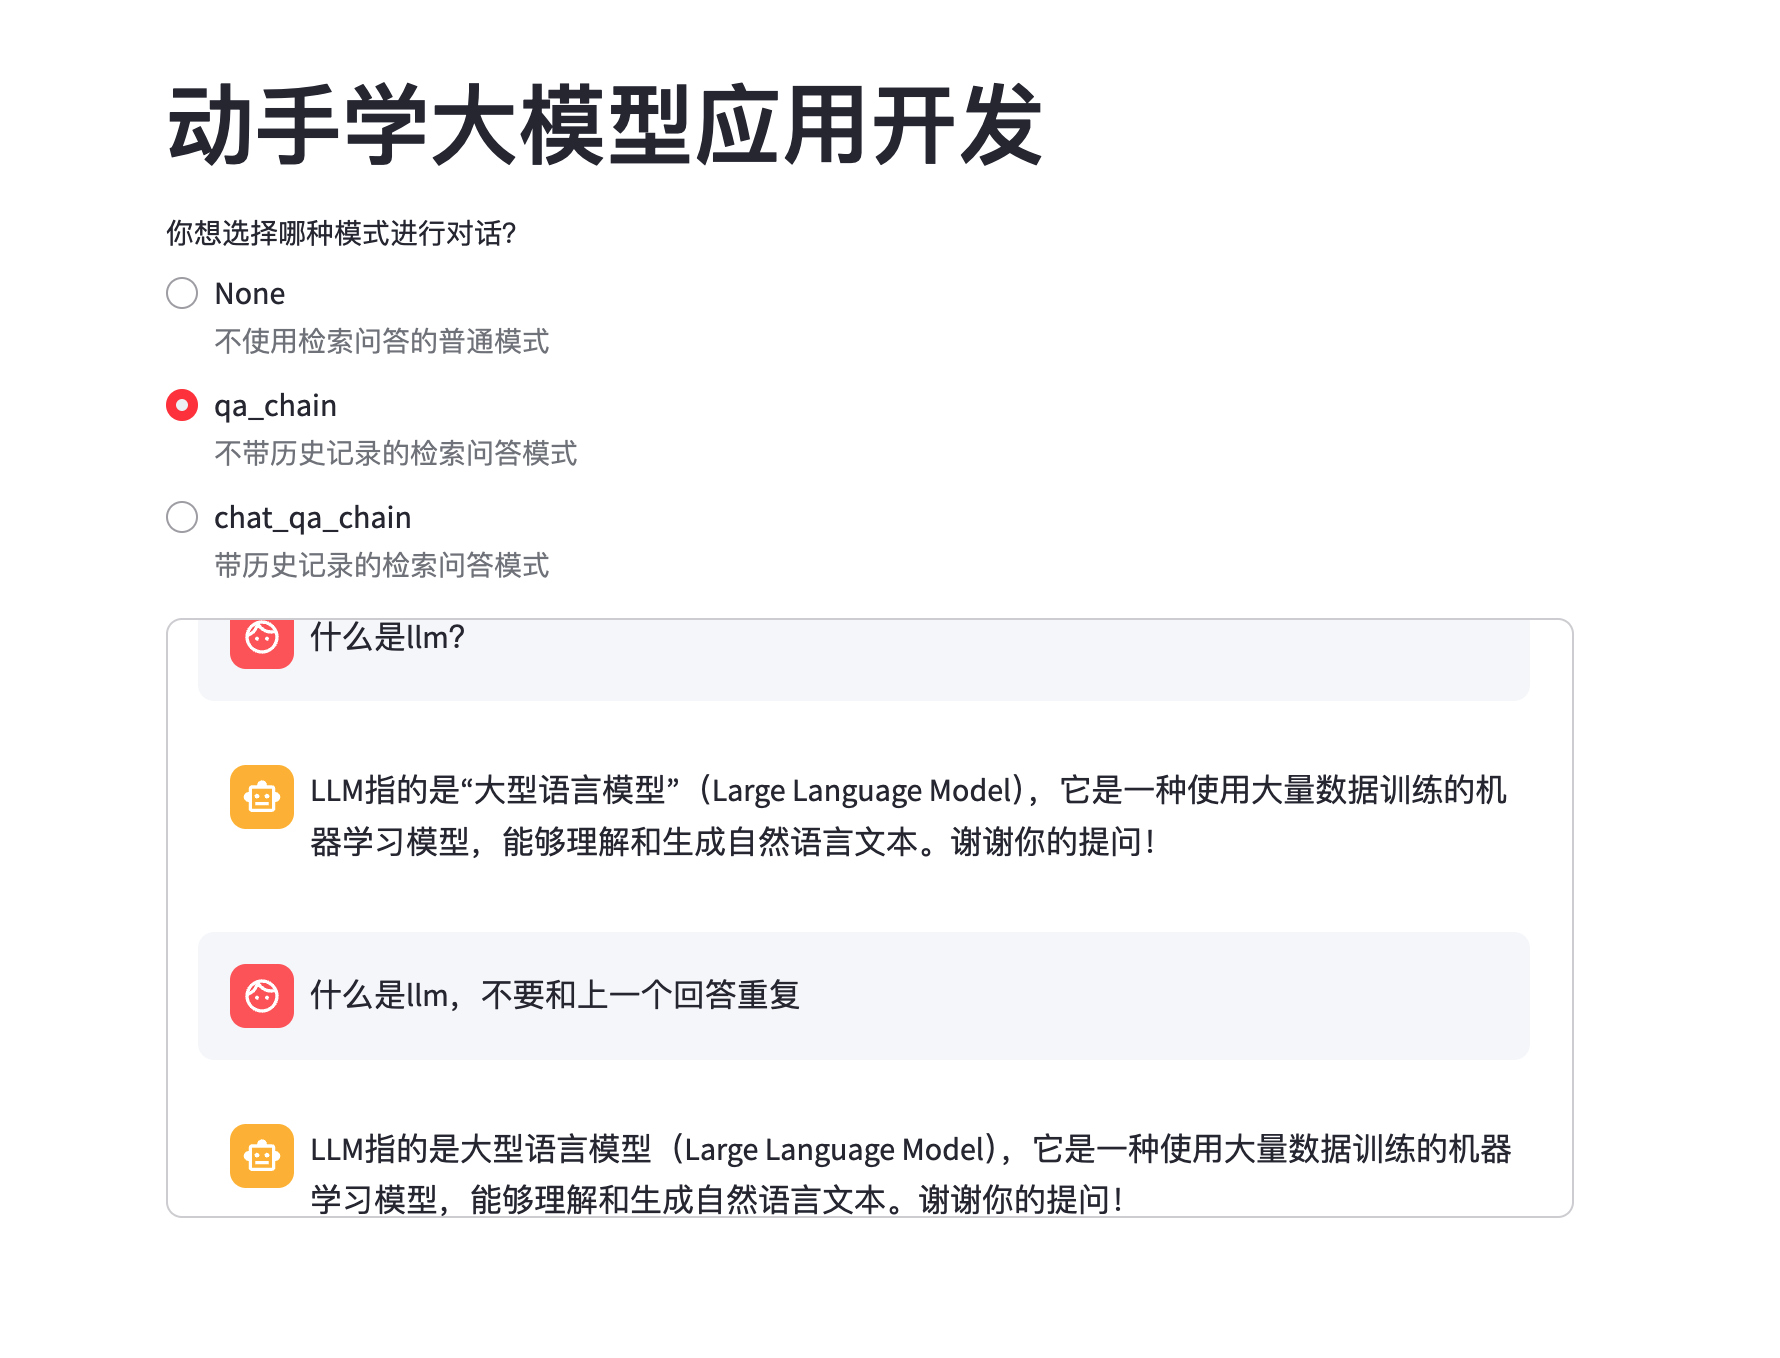 动手学大模型应用开发
你想选择哪种模式进行对话？
None
不使用检索问答的普通模式
qa_chain
不带历史记录的检索问答模式
chat_qa_chain
带历史记录的检索问答模式
什么是llm？
LLM指的是“大型语言模型”（Large Language Model），它是一种使用大量数据训练的机
器学习模型，能够理解和生成自然语言文本。谢谢你的提问！
什么是llm，不要和上一个回答重复
LLM指的是大型语言模型（Large Language Model），它是一种使用大量数据训练的机器
学习模型，能够理解和生成自然语言文本。谢谢你的提问！